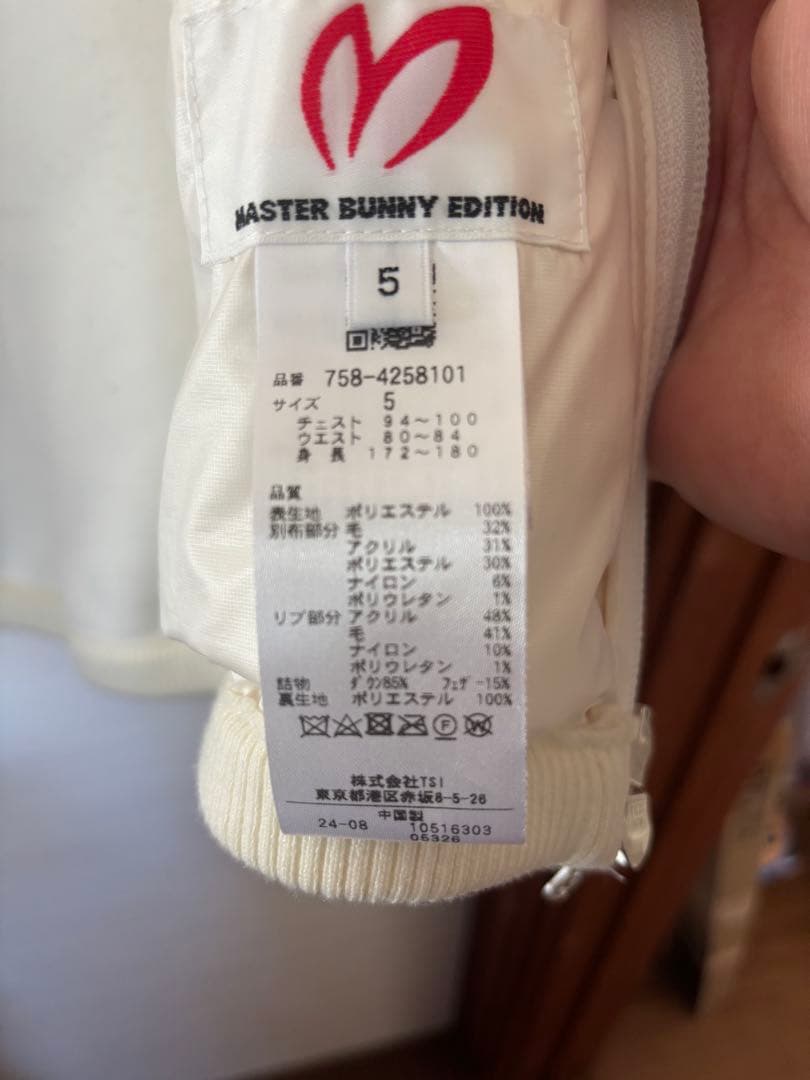 MASTER BUNNY EDITION
5
品番 758-4258101
サイズ 5
チェスト 94~100
ウエスト 80~84
身長 172~180
品質
表生地 ポリエステル 100%
別布部分 毛 32%
アクリル 31%
ポリエステル 30%
ナイロン 6%
ポリウレタン 1%
リブ部分 アクリル 48%
毛 41%
ナイロン 10%
ポリウレタン 1%
詰物 ダウン85% フェザー15%
裏生地 ポリエステル 100%
F W
株式会社TSI
東京都港区赤坂8-5-26
中国製
24-08 10516303
05326